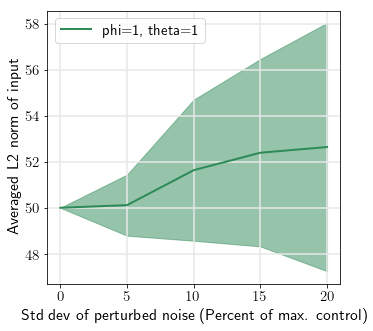 phi=1, theta=1
58
56
54
52
50
48
Averaged L2 norm of input
0 5 10 15 20
Std dev of perturbed noise (Percent of max. control)